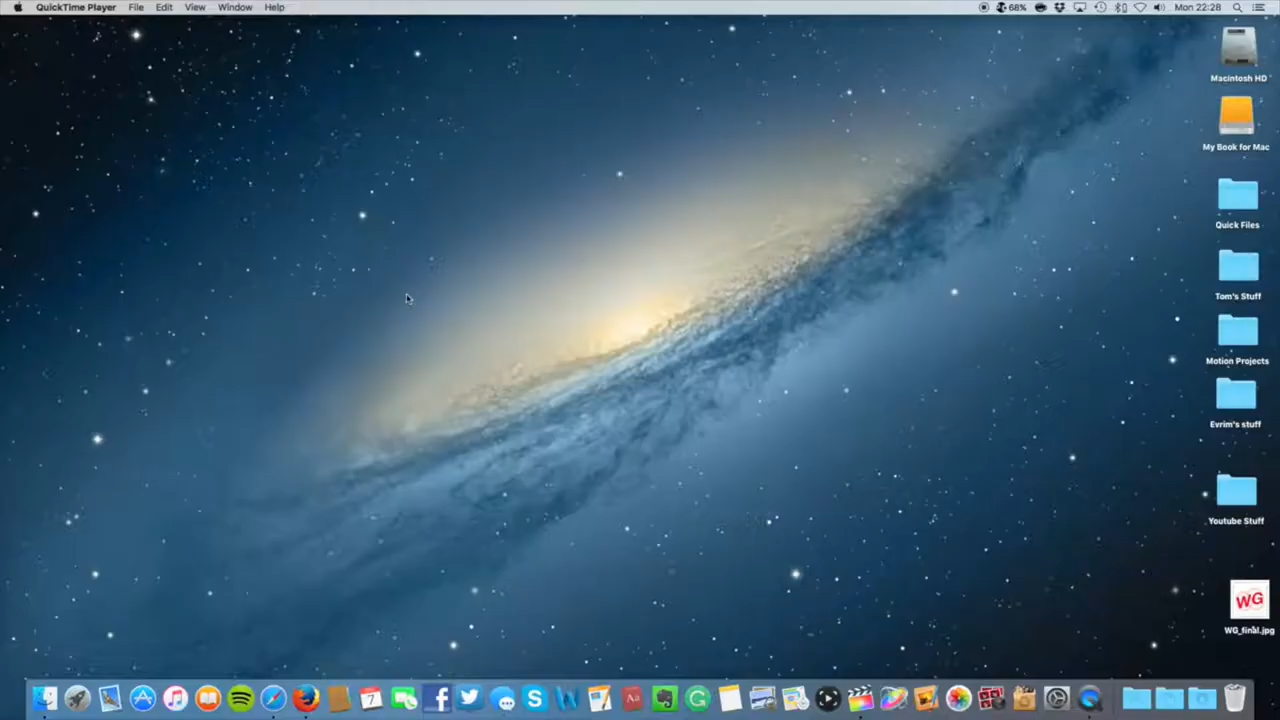 QuickTime Player File Edit View Window Help 68% Mon 22:28
Macintosh HD
My Book for Mac
Quick Files
Tom's Stuff
Motion Projects
Evrim's stuff
Youtube Stuff
WG
WG_final.jpg
7